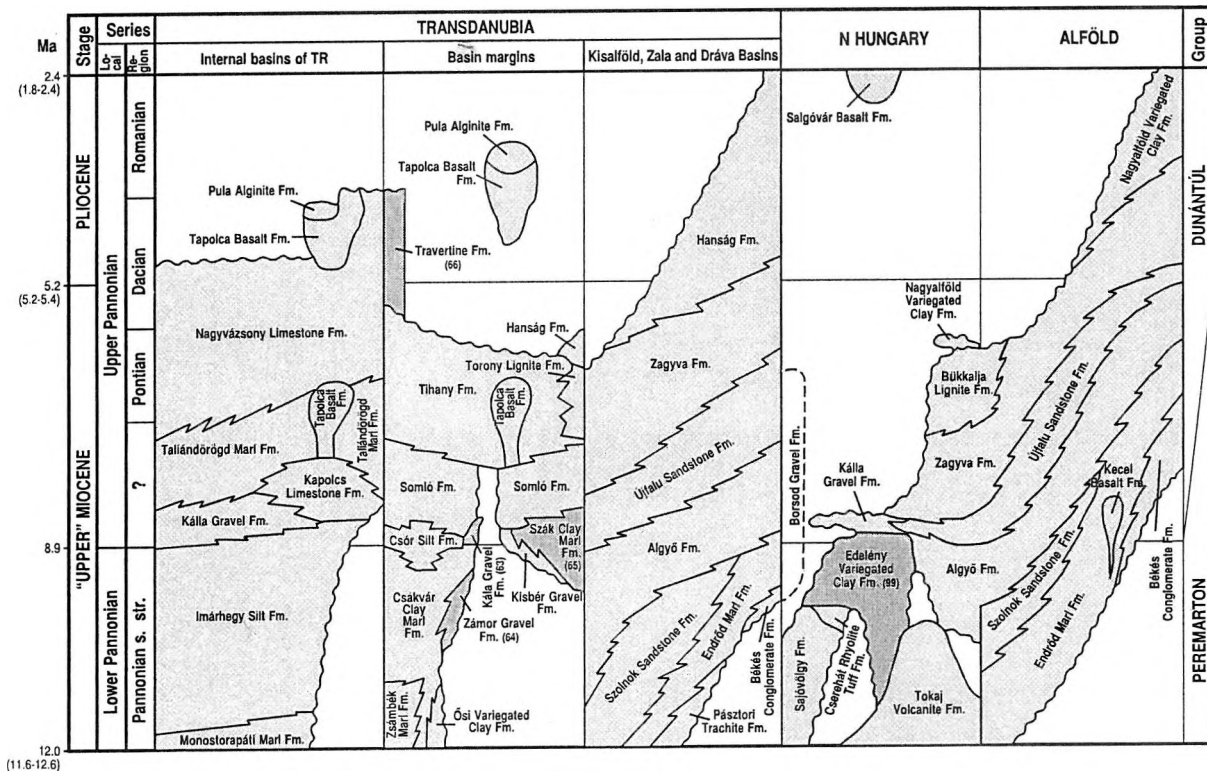 Ma
Stage
Series
Lo-
cal
Re-
gion
TRANSDANUBIA
Internal basins of TR
Basin margins
Kisalföld, Zala and Dráva Basins
N HUNGARY
ALFÖLD
Group
2.4
(1.8-2.4)
5.2
(5.2-5.4)
8.9
12.0
(11.6-12.6)
PLIOCENE
"UPPER" MIOCENE
Upper Pannonian
Lower Pannonian
Romanian
Dacian
Pontian
?
Pannonian s. str.
Pula Alginite Fm.
Tapolca Basalt Fm.
Nagyvázsony Limestone Fm.
Tapolca
Basalt
Fm.
Taliándörögd
Marl Fm.
Taliándörögd Marl Fm.
Kapolcs
Limestone Fm.
Kálla Gravel Fm.
Imárhegy Silt Fm.
Monostorapáti Marl Fm.
Pula Alginite Fm.
Tapolca Basalt
Fm.
Travertine Fm.
(66)
Hanság Fm.
Torony Lignite Fm.
Tihany Fm.
Tapolca
Basalt
Fm.
Somló Fm.
Somló Fm.
Csór Silt Fm.
Szák Clay
Marl Fm.
(65)
Kála Gravel
Fm. (63)
Kisbér Gravel
Fm.
Csákvár
Clay
Marl Fm.
Zámor Gravel
Fm. (64)
Zsámbék
Marl Fm.
Ősi Variegated
Clay Fm.
Hanság Fm.
Zagyva Fm.
Újfalu Sandstone Fm.
Algyő Fm.
Szolnok Sandstone Fm.
Endrőd Marl Fm.
Békés
Conglomerate Fm.
Pásztori
Trachite Fm.
Salgóvár Basalt Fm.
Nagyalföld
Variegated
Clay Fm.
Bükkalja
Lignite Fm.
Zagyva Fm.
Borsod Gravel Fm.
Kálla
Gravel Fm.
Edelény
Variegated
Clay Fm. (99)
Sajóvölgy Fm.
Cserehát Rhyolite
Tuff Fm.
Tokaj
Volcanite Fm.
Nagyalföld Variegated
Clay Fm.
Újfalu Sandstone Fm.
Kecel
Basalt Fm.
Algyő Fm.
Szolnok Sandstone Fm.
Endrőd Marl Fm.
Békés
Conglomerate Fm.
DUNÁNTÚL
PEREMARTON